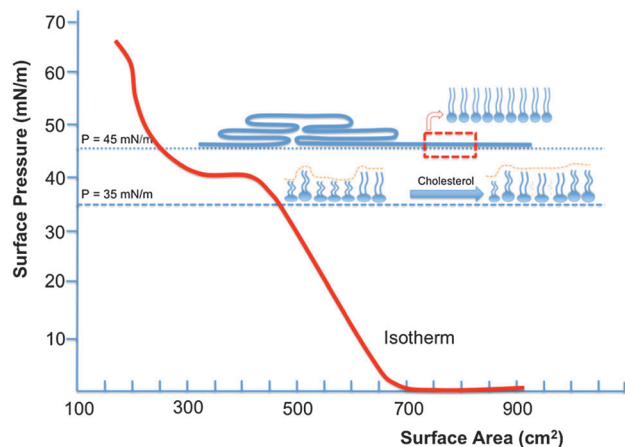 70
Surface Pressure (mN/m)
60
50
P = 45 mN/m
40
Cholesterol
P = 35 mN/m
30
20
10
Isotherm
100
300
500
700
900
Surface Area (cm²)